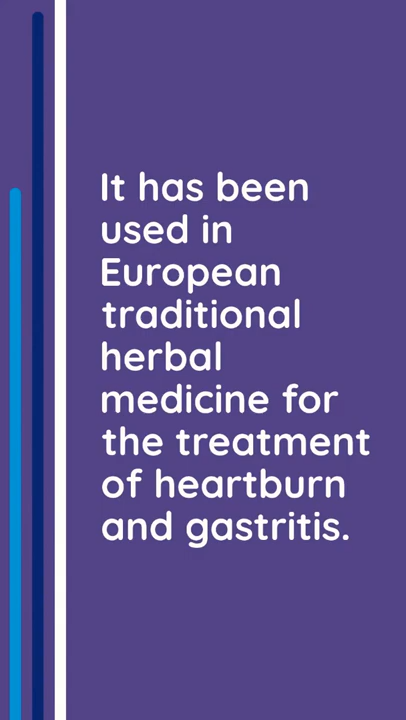 It has been
used in
European
traditional
herbal
medicine for
the treatment
of heartburn
and gastritis.